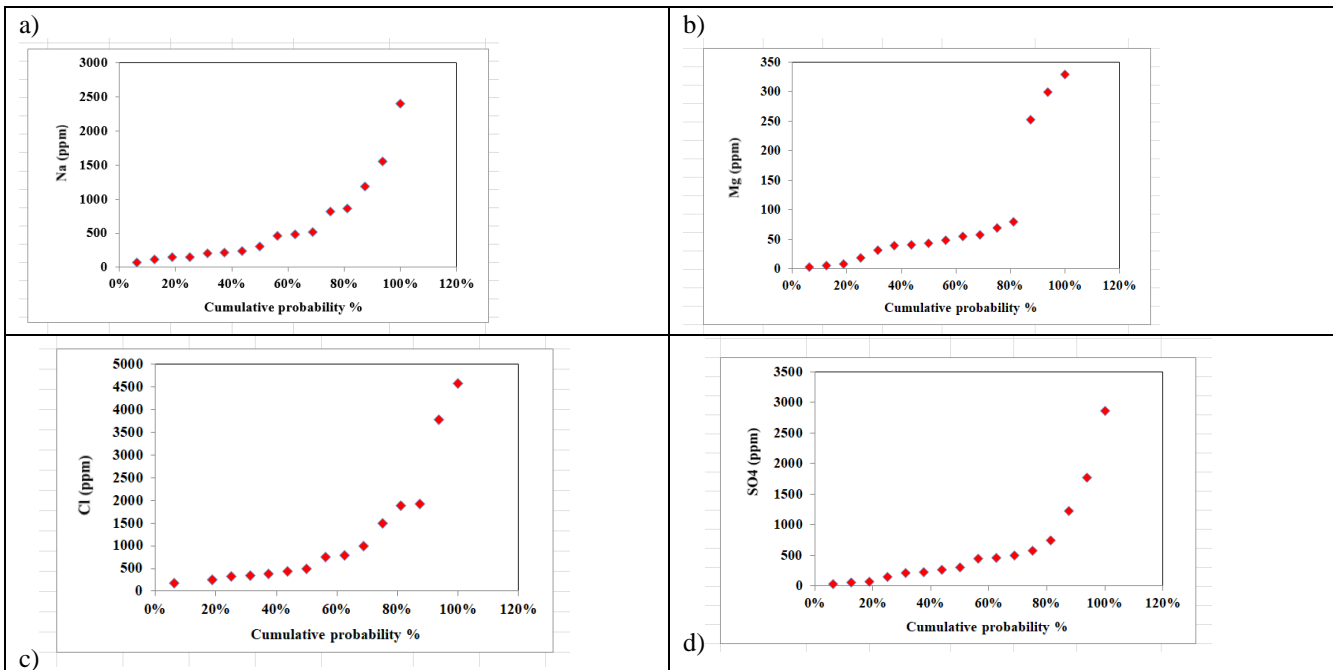 a)
3000
2500
2000
1500
1000
500
0
Na (ppm)
0% 20% 40% 60% 80% 100% 120%
Cumulative probability %
b)
350
300
250
200
150
100
50
0
Mg (ppm)
0% 20% 40% 60% 80% 100% 120%
Cumulative probability %
5000
4500
4000
3500
3000
2500
2000
1500
1000
500
0
Cl (ppm)
0% 20% 40% 60% 80% 100% 120%
Cumulative probability %
c)
3500
3000
2500
2000
1500
1000
500
0
SO4 (ppm)
0% 20% 40% 60% 80% 100% 120%
Cumulative probability %
d)